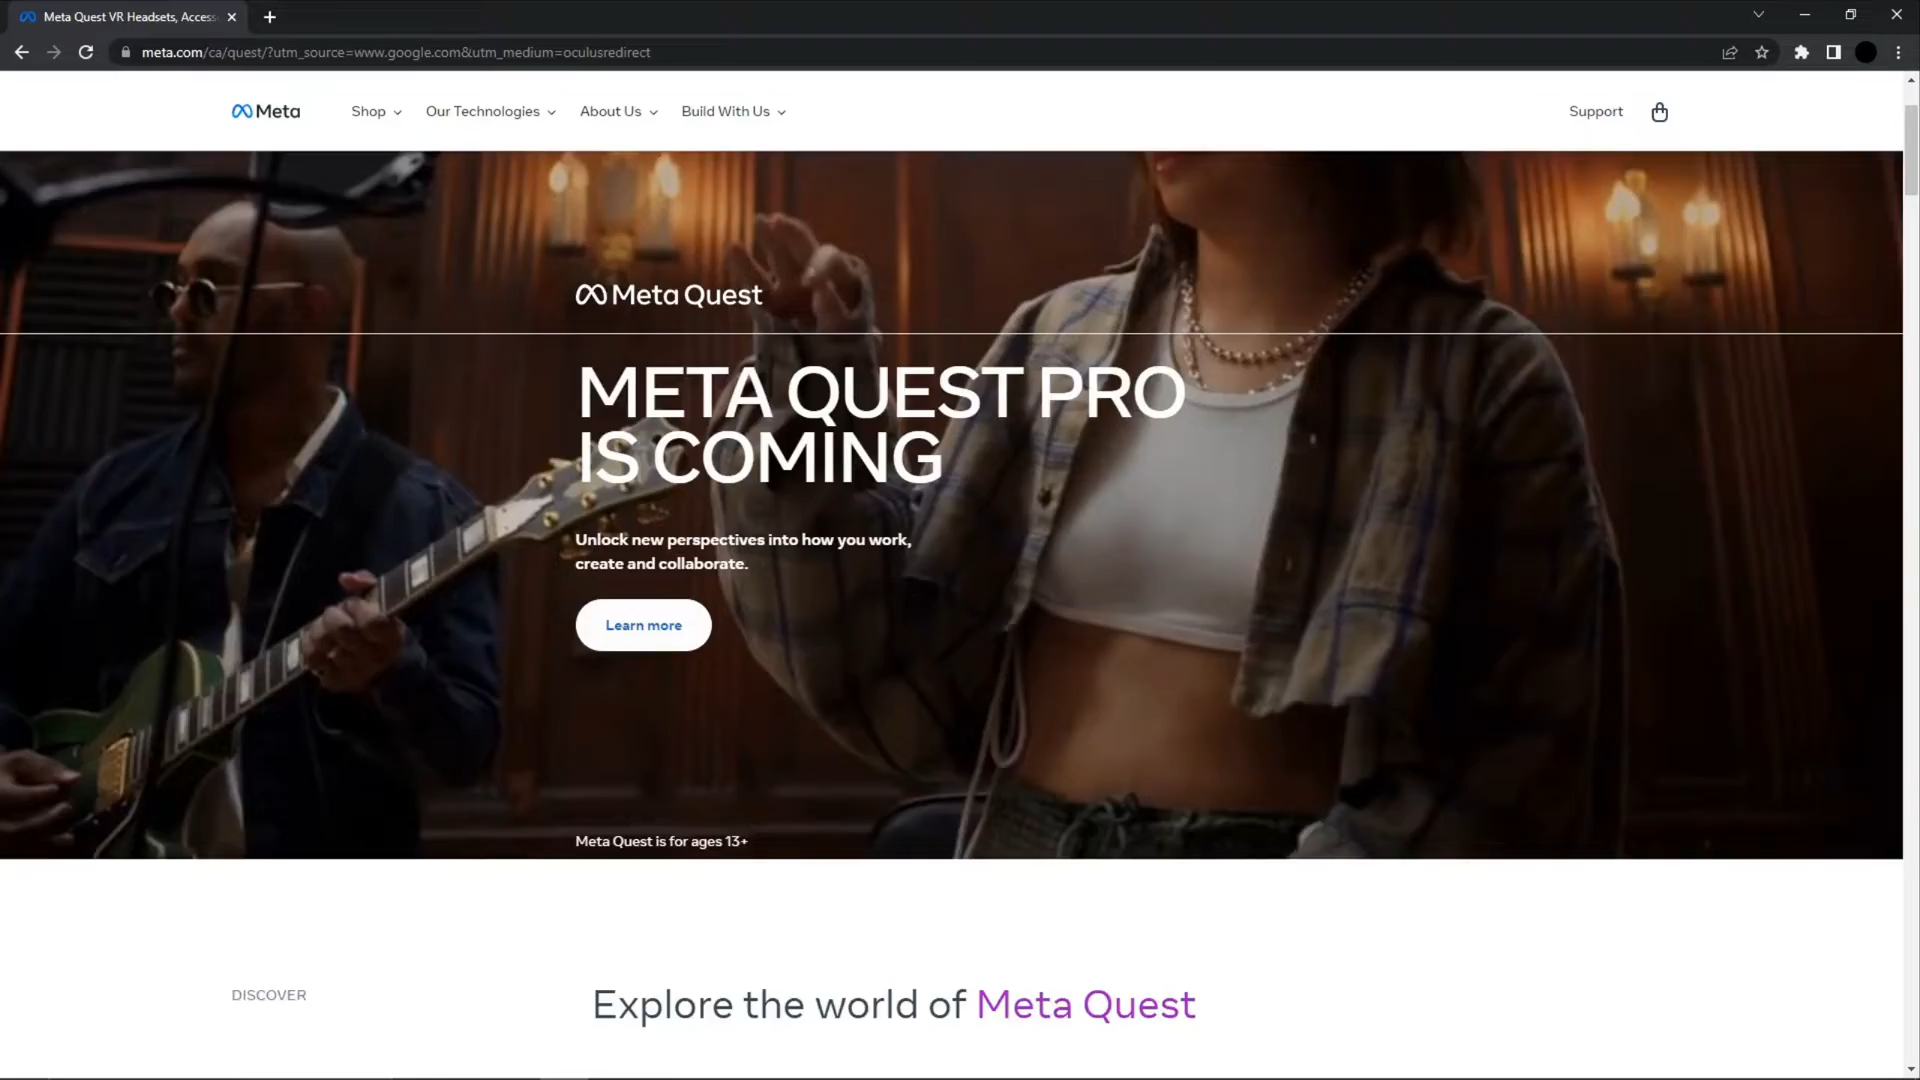 Meta Quest VR Headsets, Access
meta.com/ca/quest/?utm_source=www.google.com&utm_medium=oculusredirect
Meta
Shop
Our Technologies
About Us
Build With Us
Support
Meta Quest
META QUEST PRO
IS COMING
Unlock new perspectives into how you work,
create and collaborate.
Learn more
Meta Quest is for ages 13+
DISCOVER
Explore the world of Meta Quest